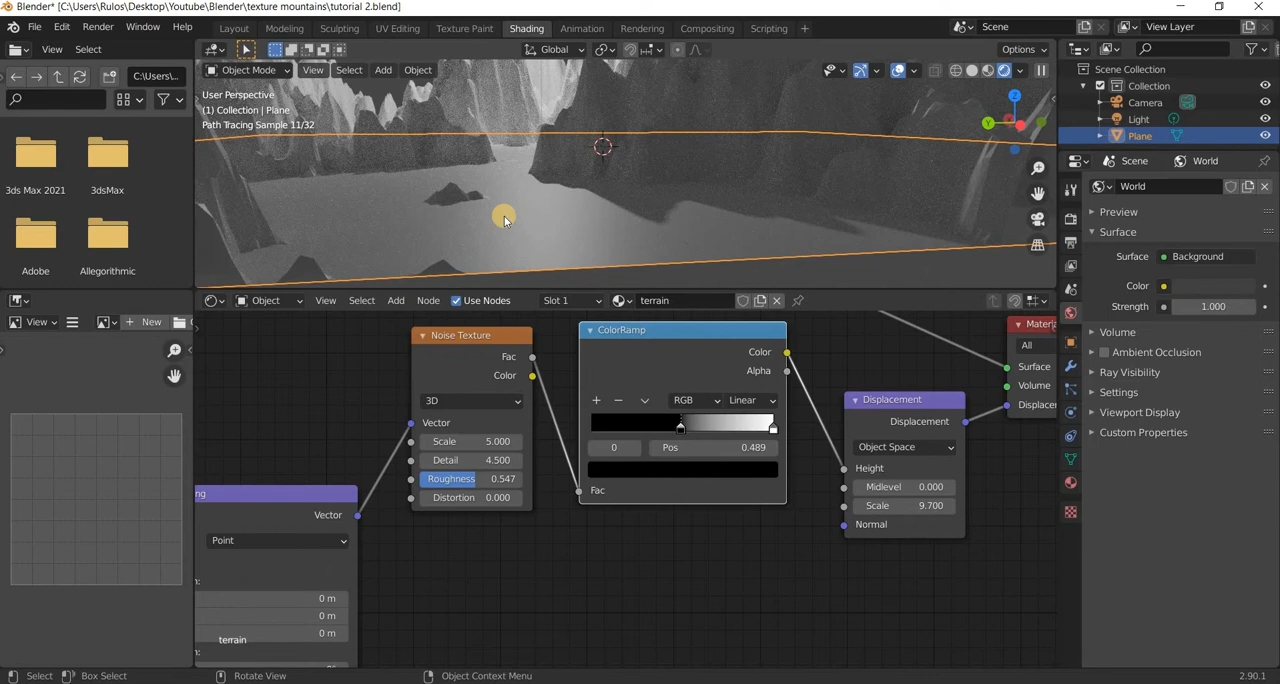 Blender* [C:\Users\Rulos\Desktop\Youtube\Blender\texture mountains\tutorial 2.blend]
File Edit Render Window Help
Layout Modeling Sculpting UV Editing Texture Paint Shading Animation Rendering Compositing Scripting +
Scene
View Layer
View Select
Global
Options
C:\Users\...
Object Mode View Select Add Object
User Perspective
(1) Collection | Plane
Path Tracing Sample 11/32
3ds Max 2021
3dsMax
Adobe
Allegorithmic
Scene Collection
Collection
Camera
Light
Plane
Scene World
World
Preview
Surface
Surface Background
Color
Strength 1.000
Volume
Ambient Occlusion
Ray Visibility
Settings
Viewport Display
Custom Properties
View + New
Object View Select Add Node Use Nodes Slot 1 terrain
Noise Texture
Fac
Color
3D
Vector
Scale 5.000
Detail 4.500
Roughness 0.547
Distortion 0.000
ColorRamp
Color
Alpha
+ − RGB Linear
0 Pos 0.489
Fac
Displacement
Displacement
Object Space
Height
Midlevel 0.000
Scale 9.700
Normal
Materi
All
Surface
Volume
Displacer
ng
Vector
Point
n:
0 m
0 m
0 m
terrain
n:
Select Box Select Rotate View Object Context Menu 2.90.1